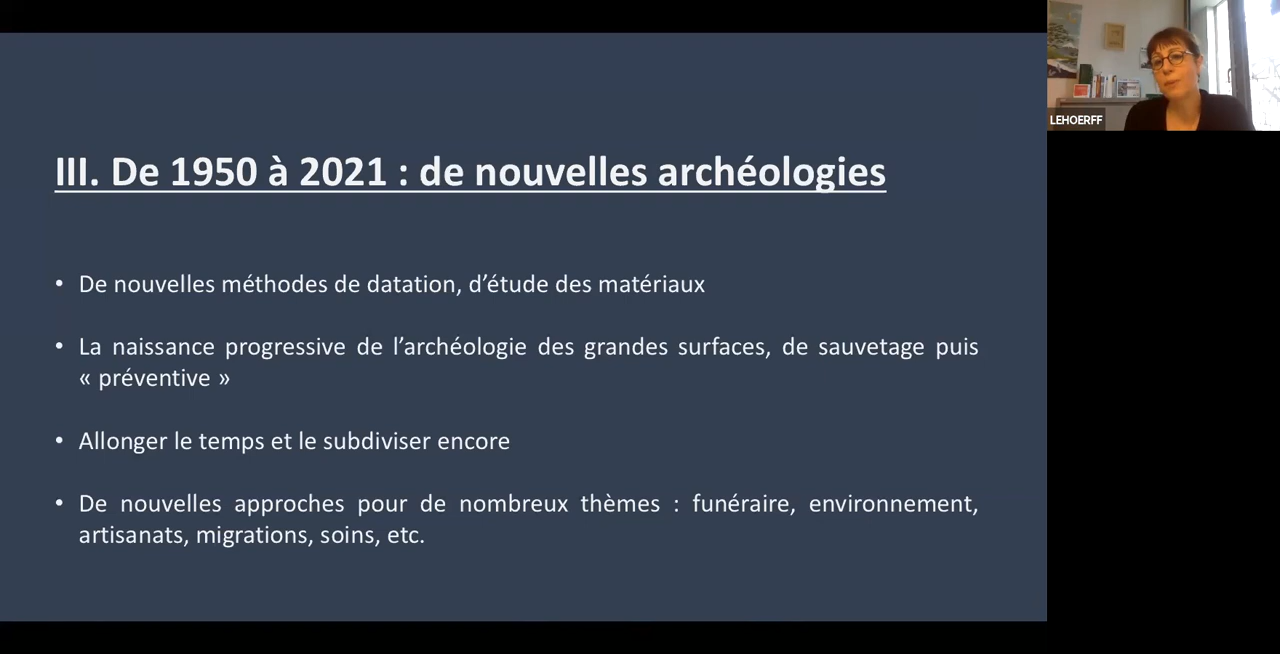 III. De 1950 à 2021 : de nouvelles archéologies
• De nouvelles méthodes de datation, d’étude des matériaux
• La naissance progressive de l’archéologie des grandes surfaces, de sauvetage puis
« préventive »
• Allonger le temps et le subdiviser encore
• De nouvelles approches pour de nombreux thèmes : funéraire, environnement,
artisanats, migrations, soins, etc.
LEHOERFF